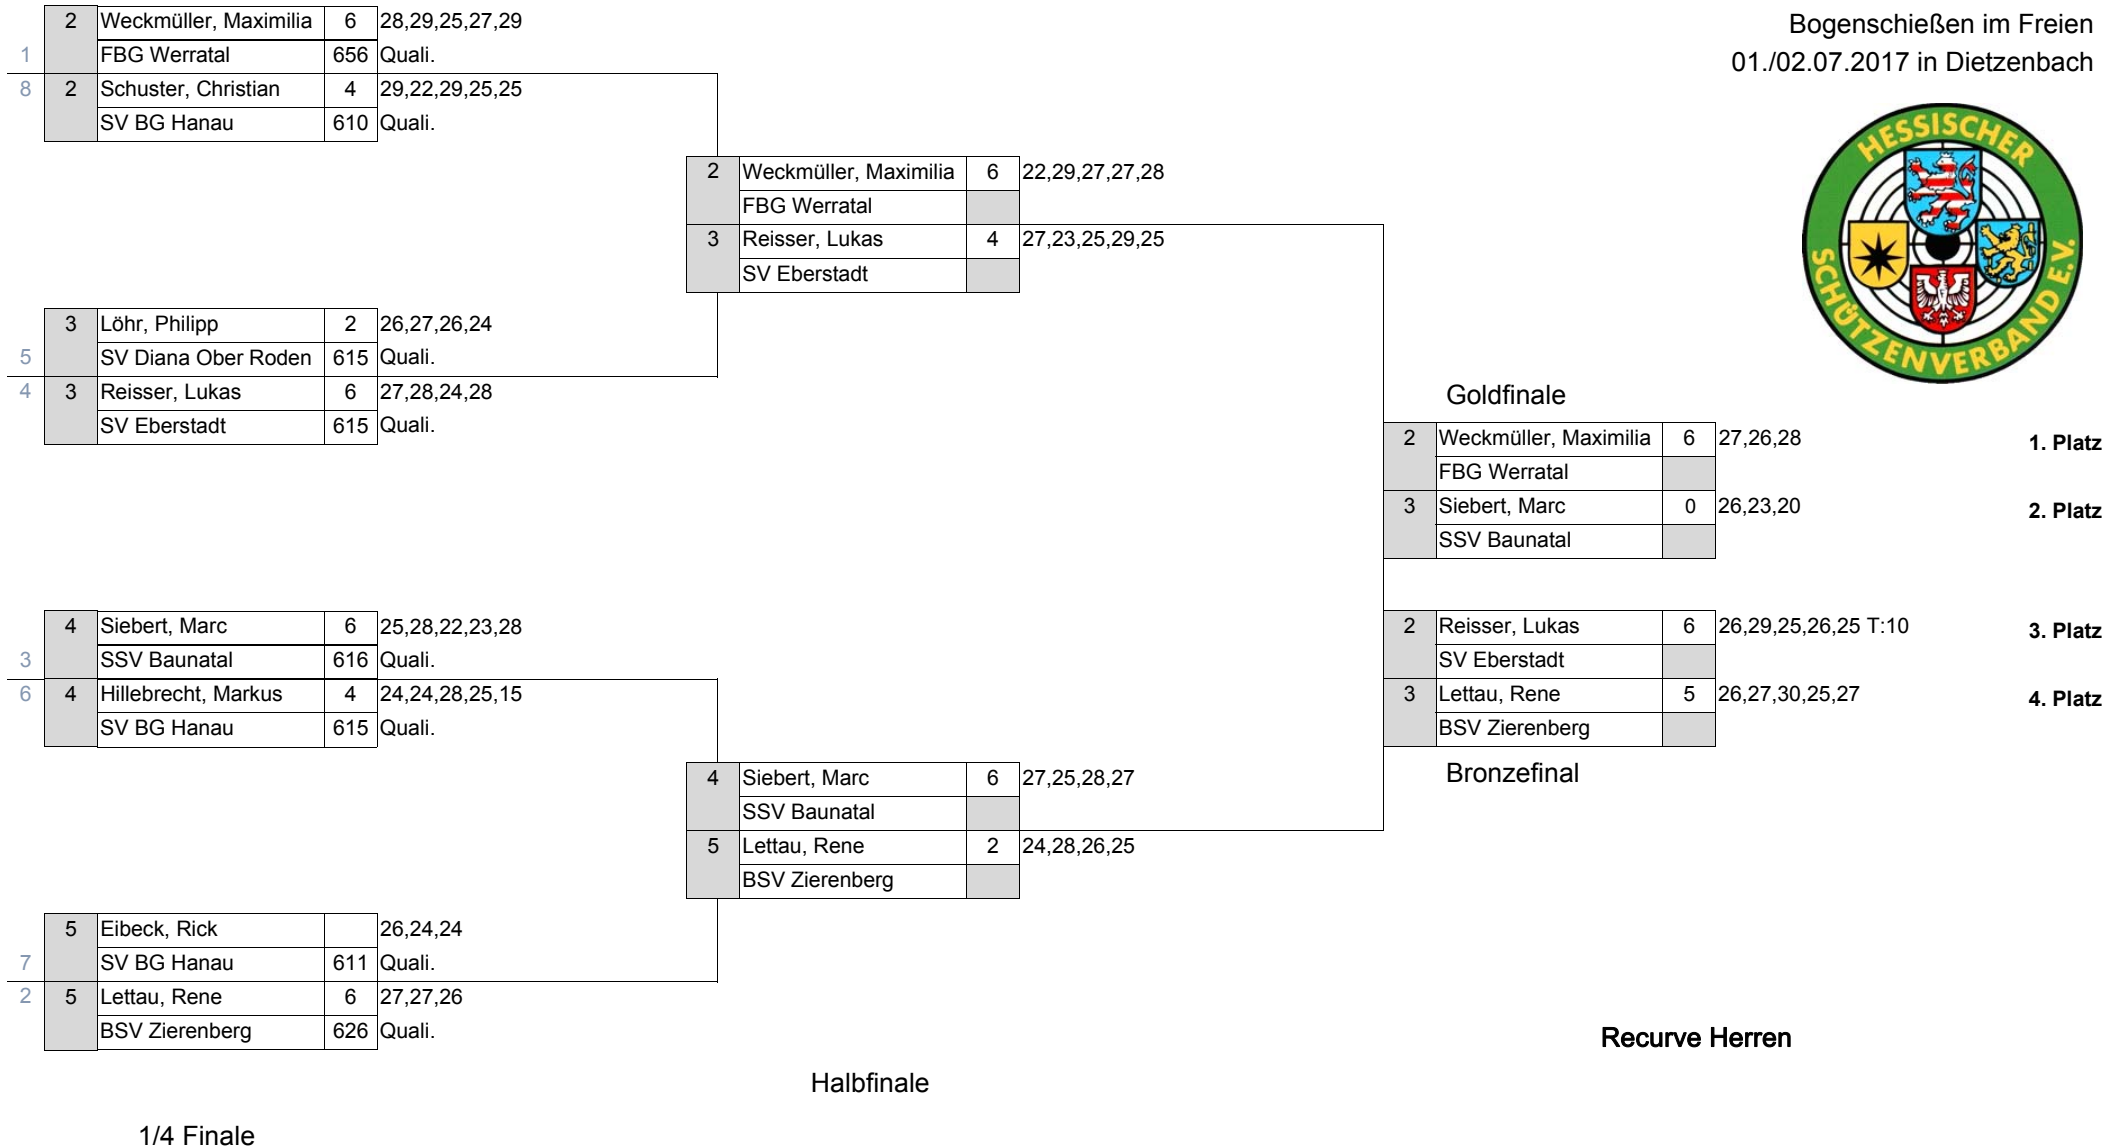 Bogenschießen im Freien
01./02.07.2017 in Dietzenbach
HESSISCHER
SCHÜTZENVERBAND E.V.
2 Weckmüller, Maximilia 6 28,29,25,27,29
1 FBG Werratal 656 Quali.
8 2 Schuster, Christian 4 29,22,29,25,25
SV BG Hanau 610 Quali.
2 Weckmüller, Maximilia 6 22,29,27,27,28
FBG Werratal
3 Reisser, Lukas 4 27,23,25,29,25
SV Eberstadt
3 Löhr, Philipp 2 26,27,26,24
5 SV Diana Ober Roden 615 Quali.
4 3 Reisser, Lukas 6 27,28,24,28
SV Eberstadt 615 Quali.
Goldfinale
2 Weckmüller, Maximilia 6 27,26,28 1. Platz
FBG Werratal
3 Siebert, Marc 0 26,23,20 2. Platz
SSV Baunatal
4 Siebert, Marc 6 25,28,22,23,28
3 SSV Baunatal 616 Quali.
6 4 Hillebrecht, Markus 4 24,24,28,25,15
SV BG Hanau 615 Quali.
2 Reisser, Lukas 6 26,29,25,26,25 T:10 3. Platz
SV Eberstadt
3 Lettau, Rene 5 26,27,30,25,27 4. Platz
BSV Zierenberg
Bronzefinal
4 Siebert, Marc 6 27,25,28,27
SSV Baunatal
5 Lettau, Rene 2 24,28,26,25
BSV Zierenberg
5 Eibeck, Rick 26,24,24
7 SV BG Hanau 611 Quali.
2 5 Lettau, Rene 6 27,27,26
BSV Zierenberg 626 Quali.
Recurve Herren
Halbfinale
1/4 Finale